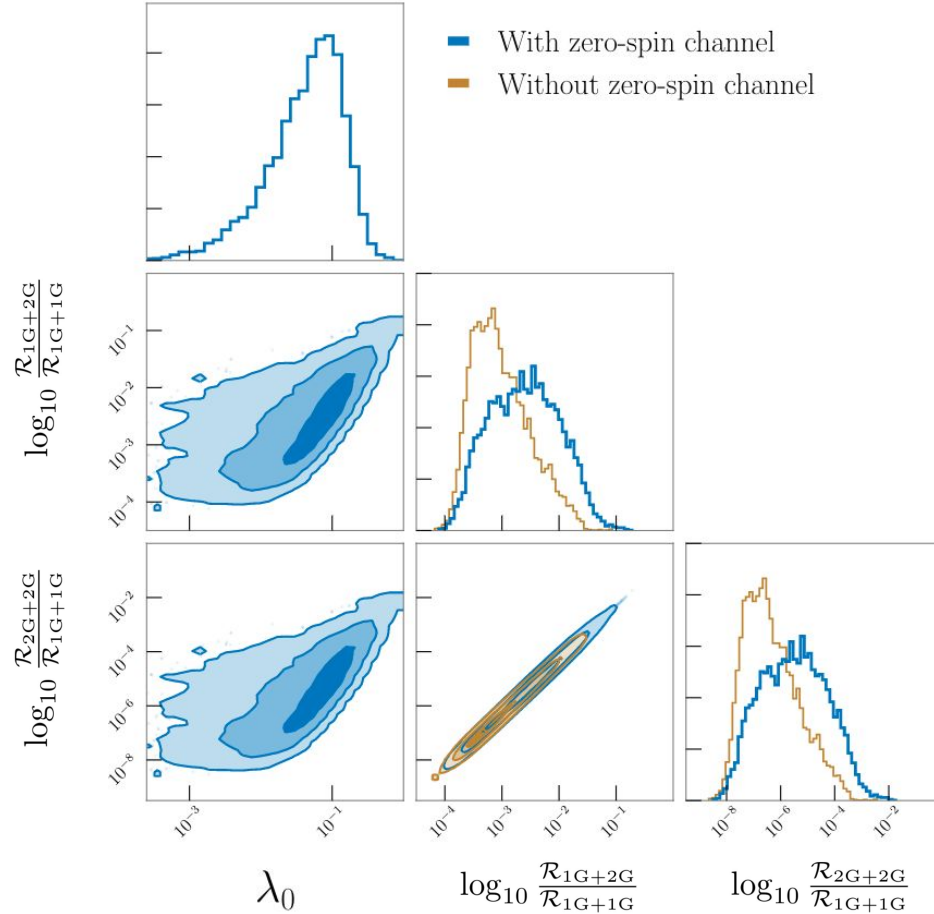 With zero-spin channel
Without zero-spin channel
log₁₀ R₁G+2G / R₁G+1G
10⁻¹
10⁻²
10⁻³
10⁻⁴
log₁₀ R₂G+2G / R₁G+1G
10⁻²
10⁻⁴
10⁻⁶
10⁻⁸
10⁻³ 10⁻¹
10⁻⁴ 10⁻³ 10⁻² 10⁻¹
10⁻⁸ 10⁻⁶ 10⁻⁴ 10⁻²
λ₀
log₁₀ R₁G+2G / R₁G+1G
log₁₀ R₂G+2G / R₁G+1G